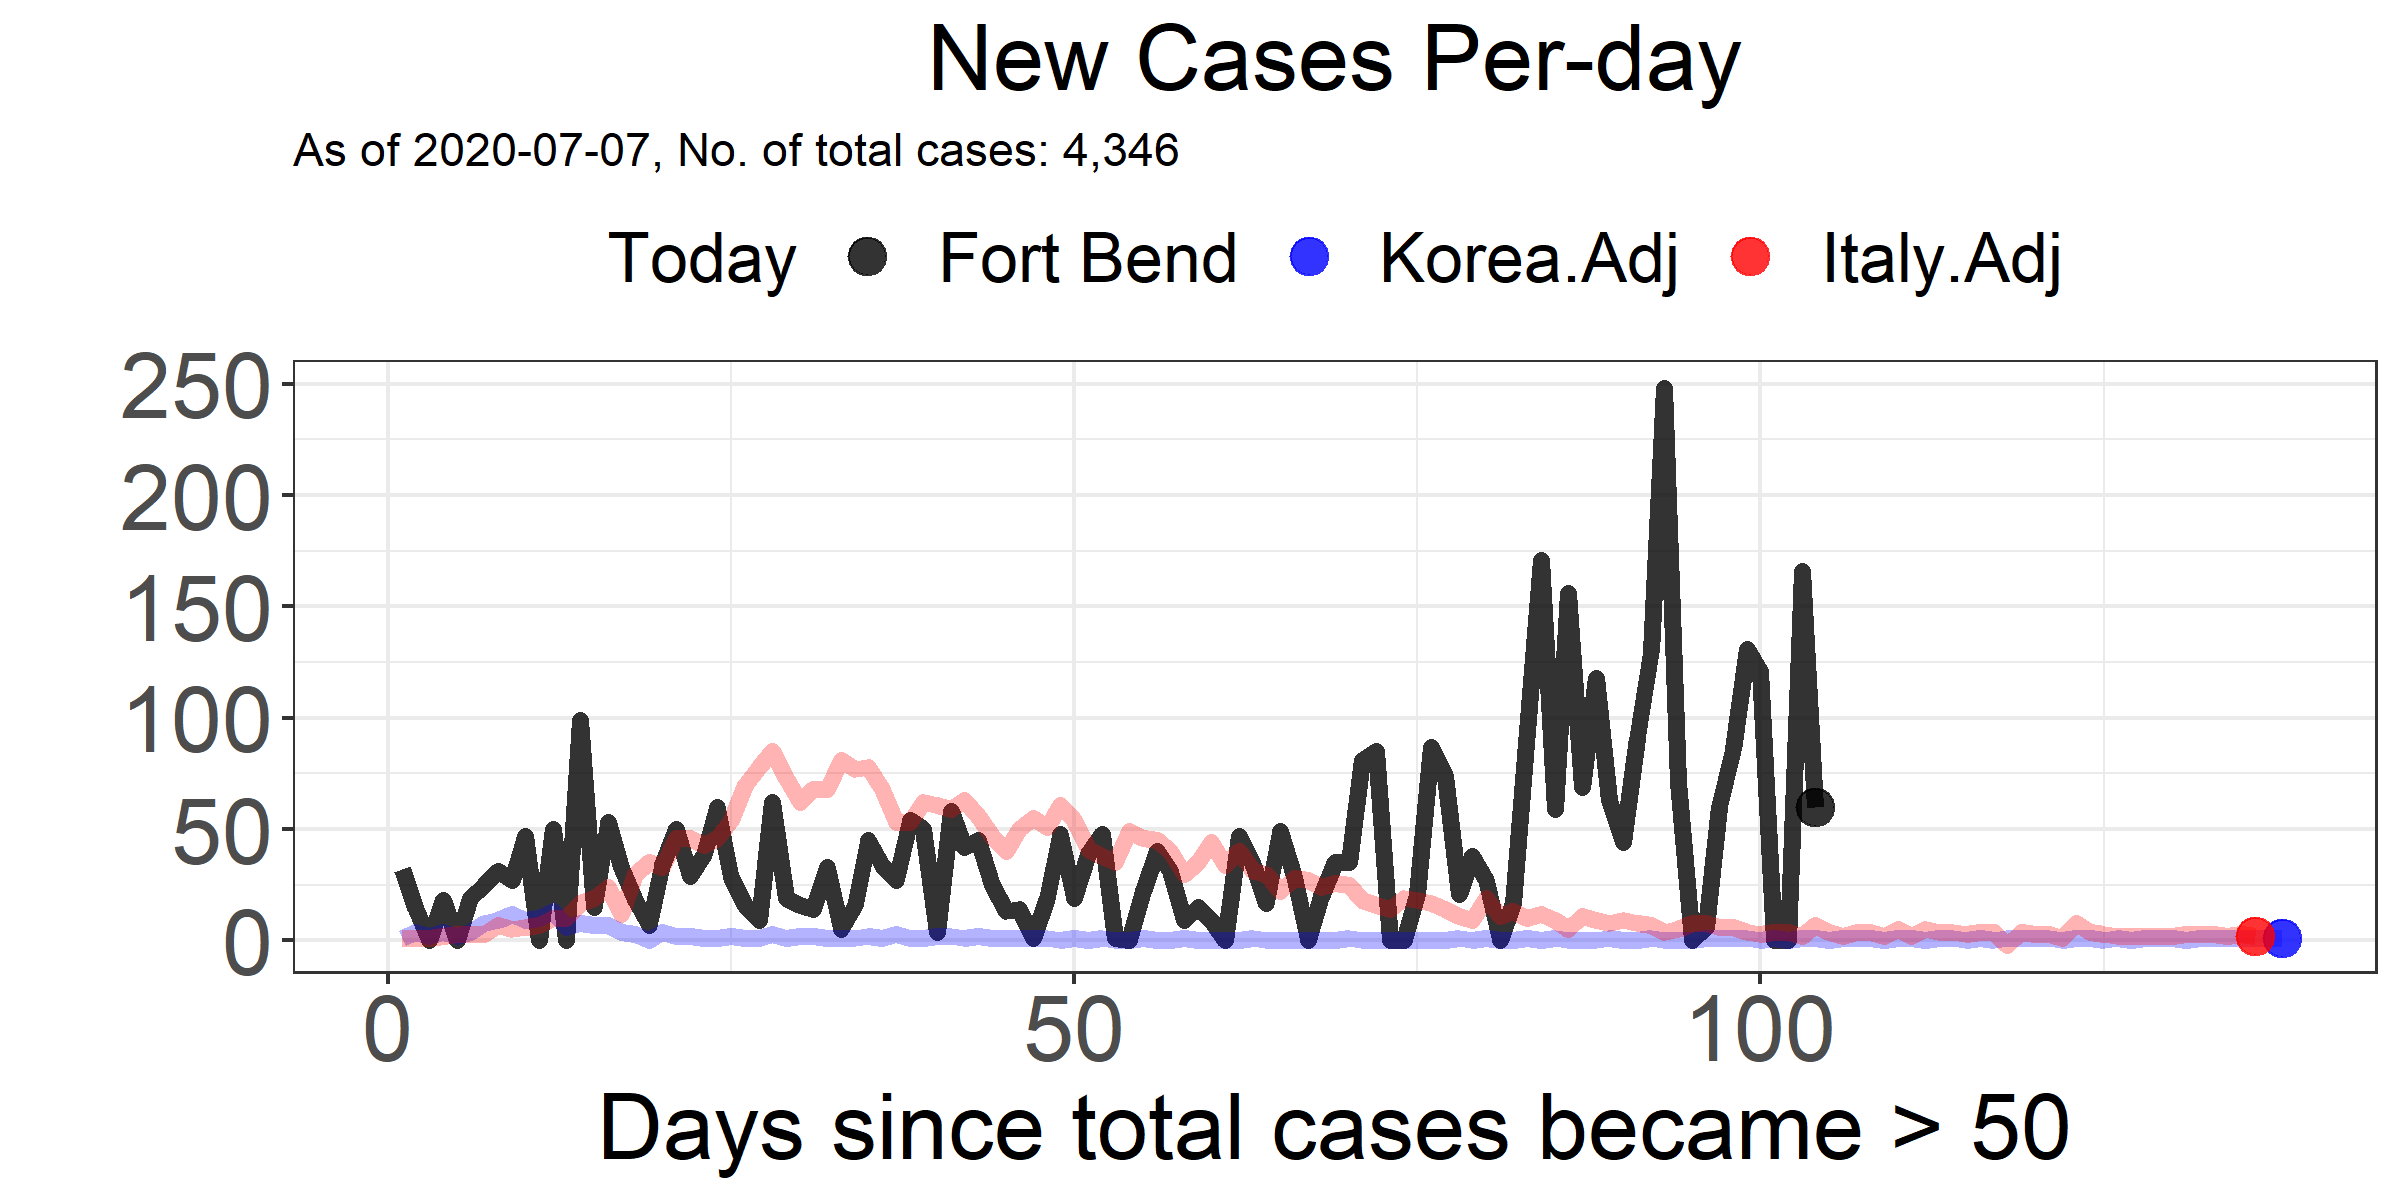 New Cases Per-day
As of 2020-07-07, No. of total cases: 4,346
Today Fort Bend Korea.Adj Italy.Adj
250
200
150
100
50
0
0 50 100
Days since total cases became > 50